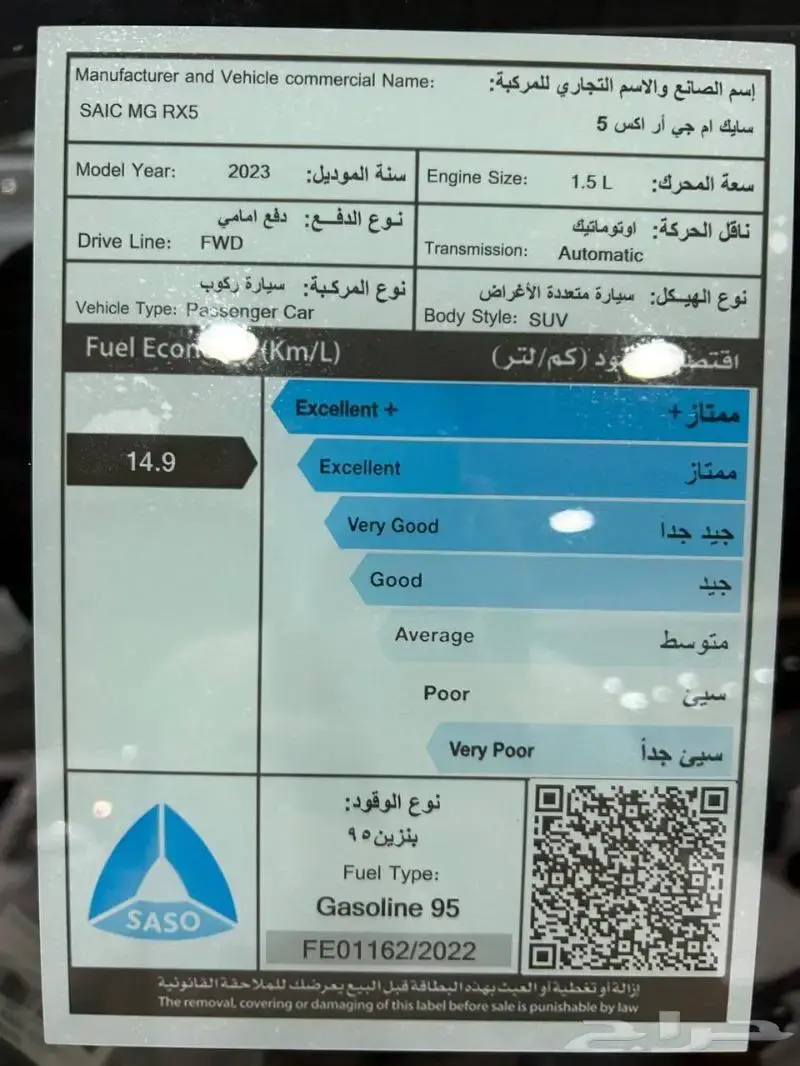 Manufacturer and Vehicle commercial Name:
إسم الصانع والاسم التجاري للمركبة:
SAIC MG RX5
سايك ام جي أر اكس 5
Model Year: 2023 سنة الموديل:
Engine Size: 1.5 L سعة المحرك:
نوع الدفع: دفع امامي
Drive Line: FWD
ناقل الحركة: اوتوماتيك
Transmission: Automatic
نوع المركبة: سيارة ركوب
Vehicle Type: Passenger Car
نوع الهيكل: سيارة متعددة الأغراض
Body Style: SUV
Fuel (Km/L)
(كم/لتر)
Excellent + ممتاز +
14.9
Excellent ممتاز
Very Good جيد جداً
Good جيد
Average متوسط
Poor سيئ
Very Poor سيئ جداً
SASO
نوع الوقود:
بنزين ٩٥
Fuel Type:
Gasoline 95
FE01162/2022
إزالة أو تغطية أو العبث بهذه البطاقة قبل البيع يعرضك للملاحقة القانونية
The removal, covering or damaging of this label before sale is punishable by law
حراج